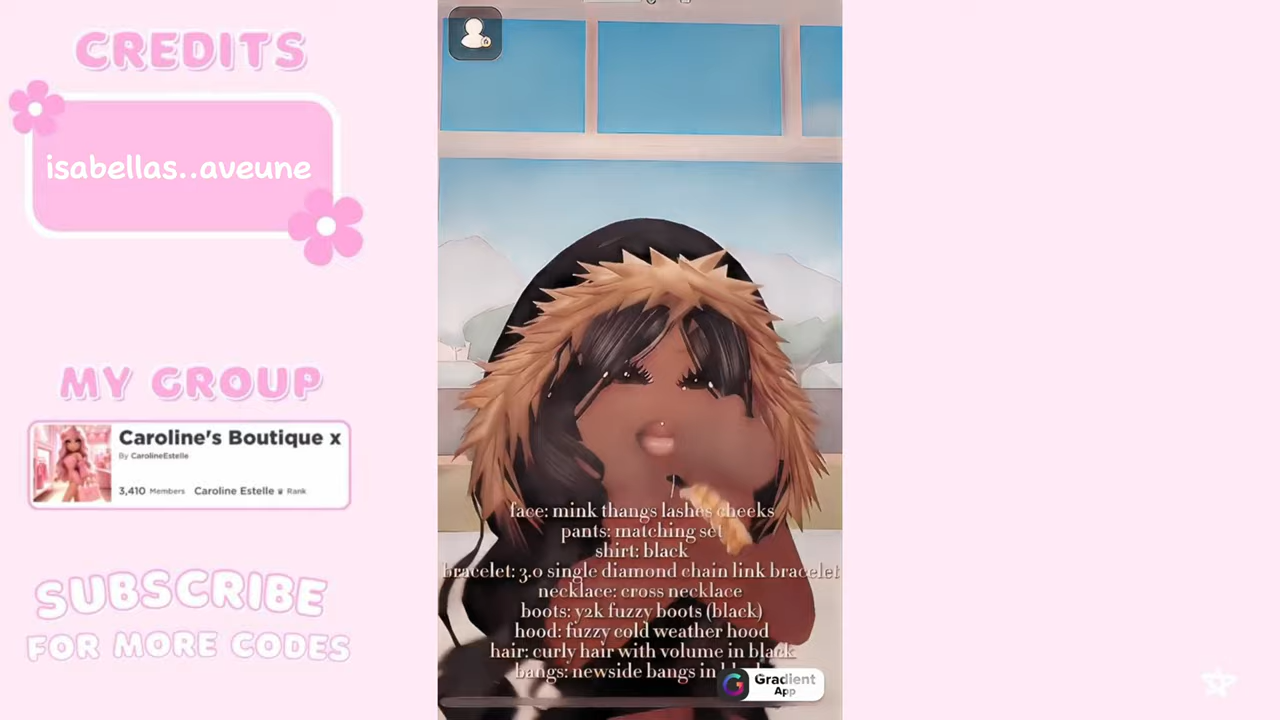 CREDITS
isabellas..aveune
MY GROUP
Caroline's Boutique x
By CarolineEstelle
3,410 Members Caroline Estelle Rank
SUBSCRIBE
FOR MORE CODES
face: mink thangs lashes cheeks
pants: matching set
shirt: black
bracelet: 3.0 single diamond chain link bracelet
necklace: cross necklace
boots: y2k fuzzy boots (black)
hood: fuzzy cold weather hood
hair: curly hair with volume in black
bangs: newside bangs in
Gradient
App